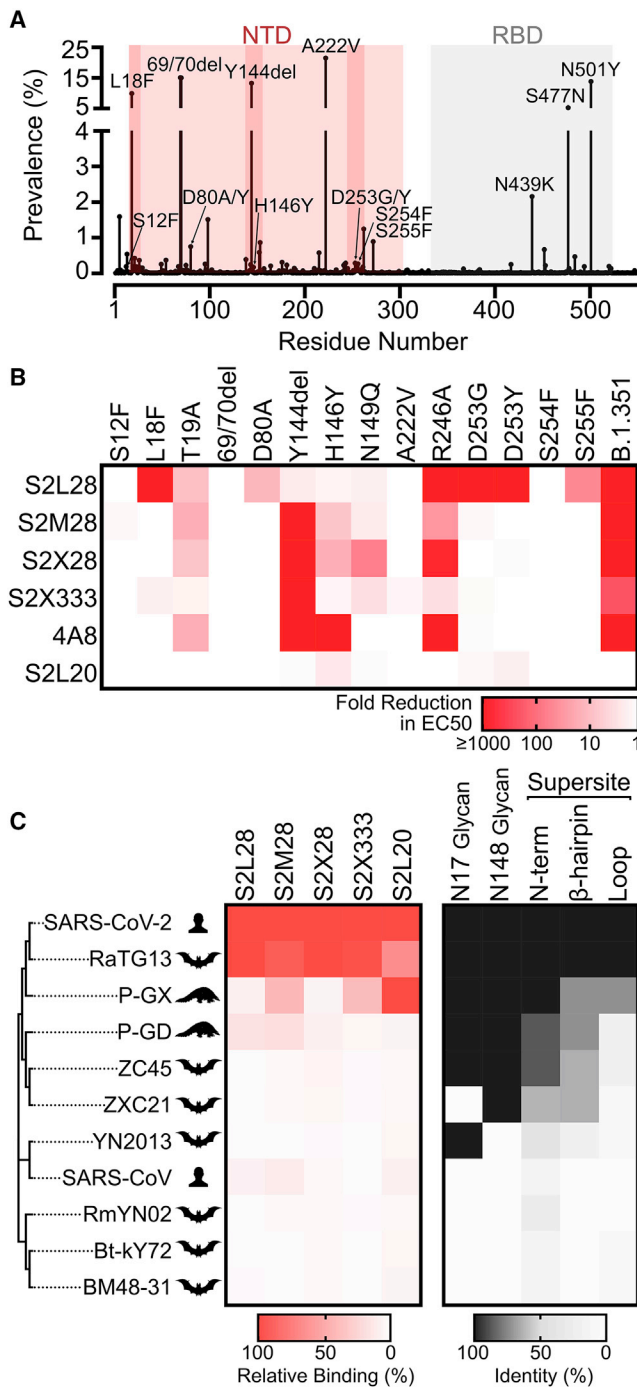 A
NTD
RBD
Prevalence (%)
25
15
5
4
3
2
1
0
L18F
69/70del
Y144del
A222V
N501Y
S477N
N439K
S12F
D80A/Y
H146Y
D253G/Y
S254F
S255F
1
100
200
300
400
500
Residue Number
B
S12F
L18F
T19A
69/70del
D80A
Y144del
H146Y
N149Q
A222V
R246A
D253G
D253Y
S254F
S255F
B.1.351
S2L28
S2M28
S2X28
S2X333
4A8
S2L20
Fold Reduction
in EC50
≥1000 100 10 1
C
S2L28
S2M28
S2X28
S2X333
S2L20
Supersite
N17 Glycan
N148 Glycan
N-term
β-hairpin
Loop
SARS-CoV-2
RaTG13
P-GX
P-GD
ZC45
ZXC21
YN2013
SARS-CoV
RmYN02
Bt-kY72
BM48-31
100 50 0
Relative Binding (%)
100 50 0
Identity (%)